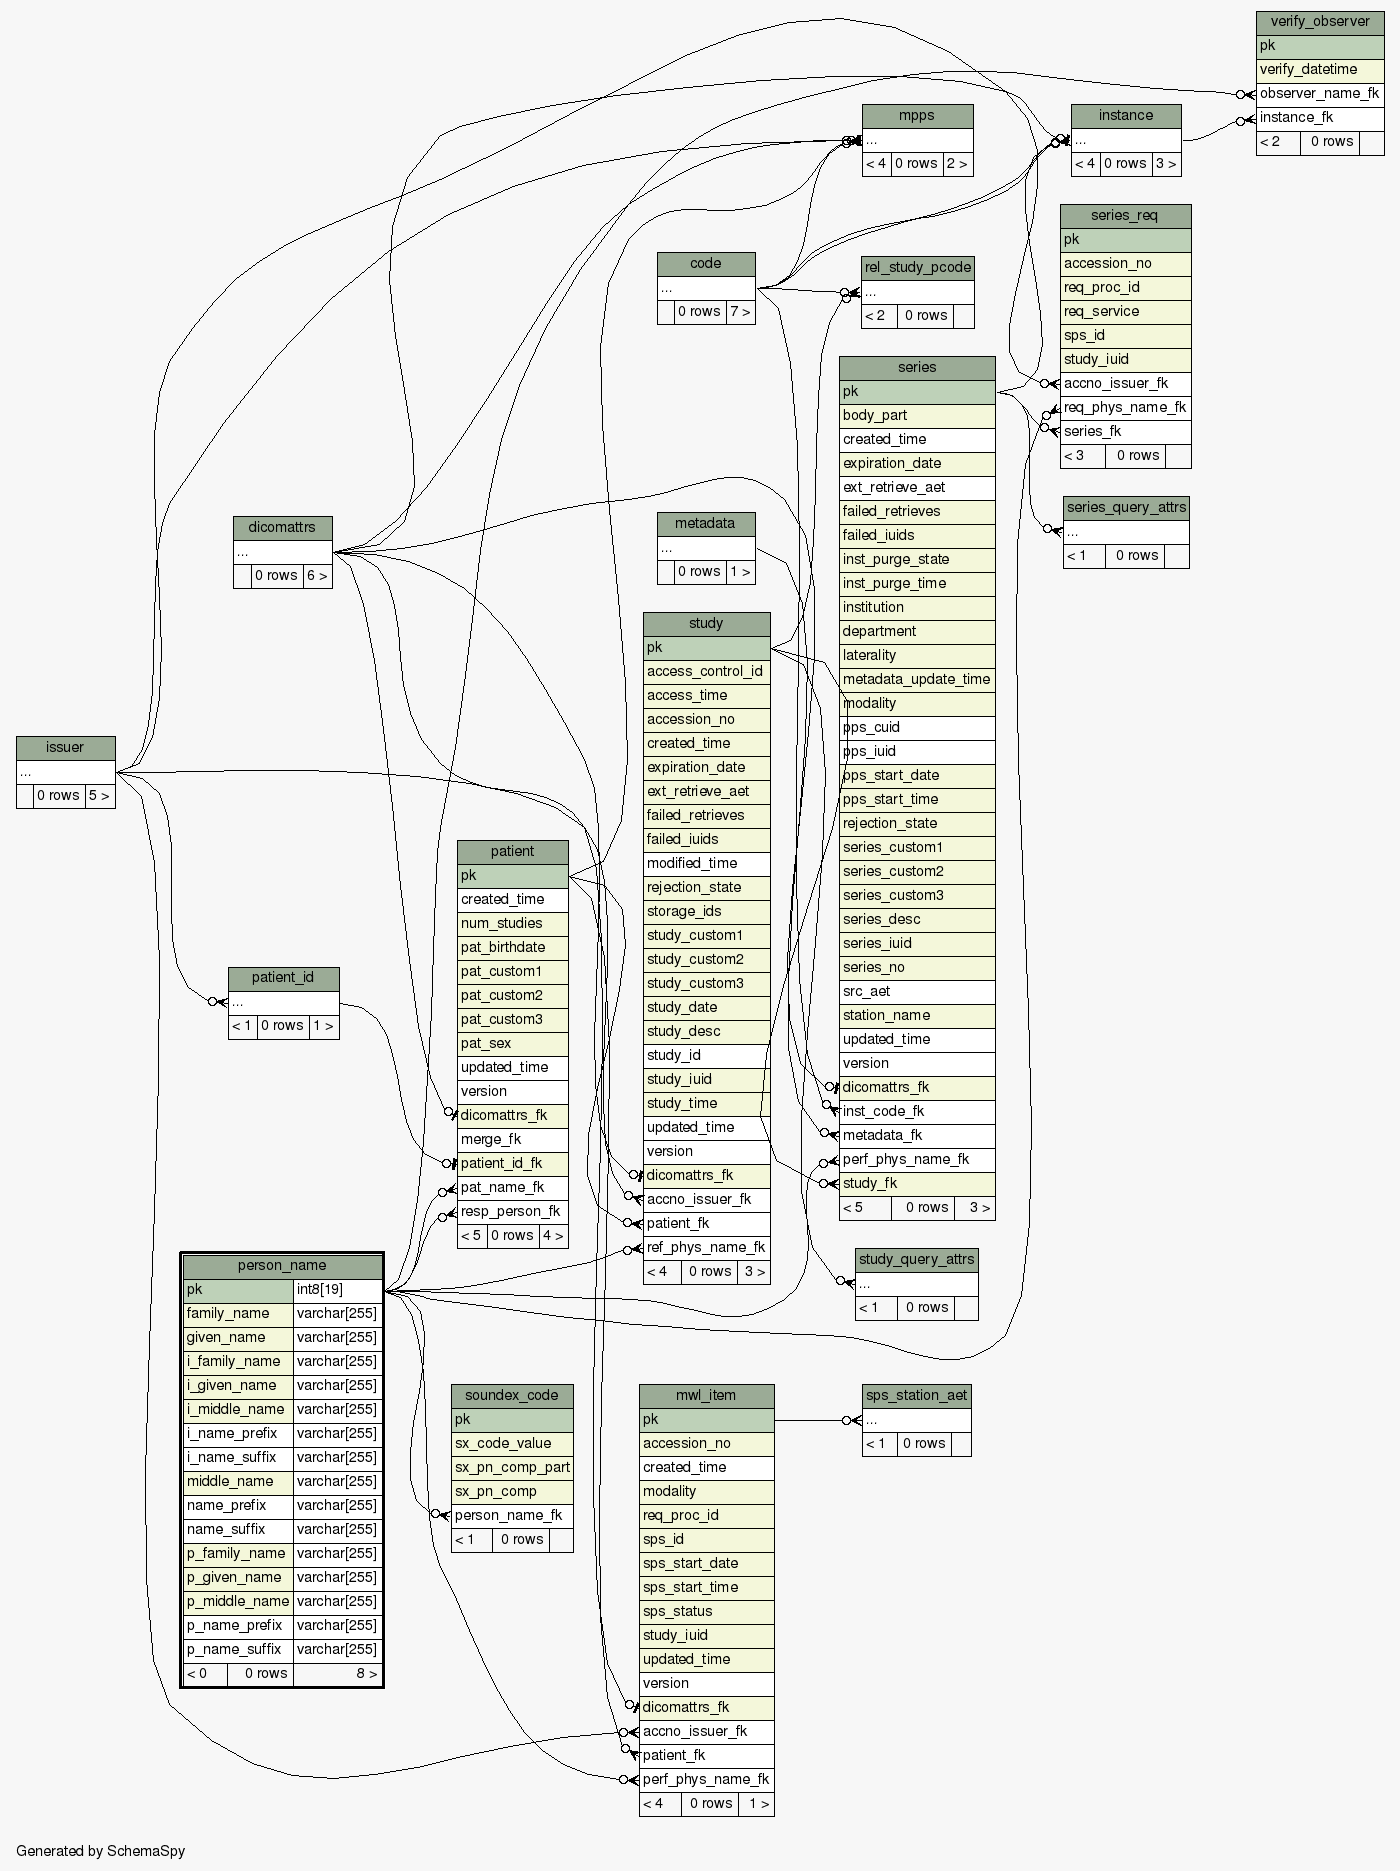 verify_observer
pk
verify_datetime
observer_name_fk
instance_fk
< 2 0 rows
mpps
...
< 4 0 rows 2 >
instance
...
< 4 0 rows 3 >
series_req
pk
accession_no
req_proc_id
req_service
sps_id
study_iuid
accno_issuer_fk
req_phys_name_fk
series_fk
< 3 0 rows
code
...
0 rows 7 >
rel_study_pcode
...
< 2 0 rows
series
pk
body_part
created_time
expiration_date
ext_retrieve_aet
failed_retrieves
failed_iuids
inst_purge_state
inst_purge_time
institution
department
laterality
metadata_update_time
modality
pps_cuid
pps_iuid
pps_start_date
pps_start_time
rejection_state
series_custom1
series_custom2
series_custom3
series_desc
series_iuid
series_no
src_aet
station_name
updated_time
version
dicomattrs_fk
inst_code_fk
metadata_fk
perf_phys_name_fk
study_fk
< 5 0 rows 3 >
series_query_attrs
...
< 1 0 rows
dicomattrs
...
0 rows 6 >
metadata
...
0 rows 1 >
study
pk
access_control_id
access_time
accession_no
created_time
expiration_date
ext_retrieve_aet
failed_retrieves
failed_iuids
modified_time
rejection_state
storage_ids
study_custom1
study_custom2
study_custom3
study_date
study_desc
study_id
study_iuid
study_time
updated_time
version
dicomattrs_fk
accno_issuer_fk
patient_fk
ref_phys_name_fk
< 4 0 rows 3 >
issuer
...
0 rows 5 >
patient
pk
created_time
num_studies
pat_birthdate
pat_custom1
pat_custom2
pat_custom3
pat_sex
updated_time
version
dicomattrs_fk
merge_fk
patient_id_fk
pat_name_fk
resp_person_fk
< 5 0 rows 4 >
patient_id
...
< 1 0 rows 1 >
study_query_attrs
...
< 1 0 rows
person_name
pk int8[19]
family_name varchar[255]
given_name varchar[255]
i_family_name varchar[255]
i_given_name varchar[255]
i_middle_name varchar[255]
i_name_prefix varchar[255]
i_name_suffix varchar[255]
middle_name varchar[255]
name_prefix varchar[255]
name_suffix varchar[255]
p_family_name varchar[255]
p_given_name varchar[255]
p_middle_name varchar[255]
p_name_prefix varchar[255]
p_name_suffix varchar[255]
< 0 0 rows 8 >
soundex_code
pk
sx_code_value
sx_pn_comp_part
sx_pn_comp
person_name_fk
< 1 0 rows
mwl_item
pk
accession_no
created_time
modality
req_proc_id
sps_id
sps_start_date
sps_start_time
sps_status
study_iuid
updated_time
version
dicomattrs_fk
accno_issuer_fk
patient_fk
perf_phys_name_fk
< 4 0 rows 1 >
sps_station_aet
...
< 1 0 rows
Generated by SchemaSpy